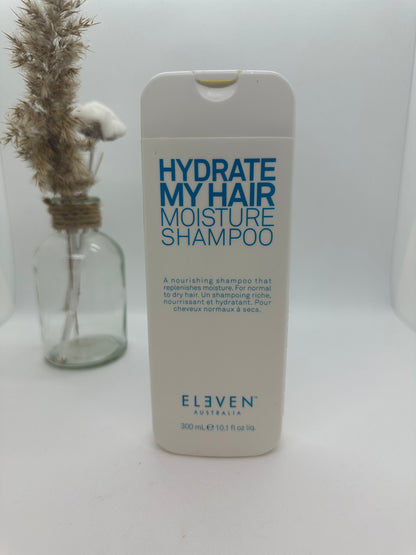 HYDRATE
MY HAIR
MOISTURE
SHAMPOO
A nourishing shampoo that
replenishes moisture. For normal
to dry hair. Un shampoing riche,
nourrissant et hydratant. Pour
cheveux normaux à secs.
ELEVEN™
AUSTRALIA
300 mL ℮ 10.1 fl oz liq.